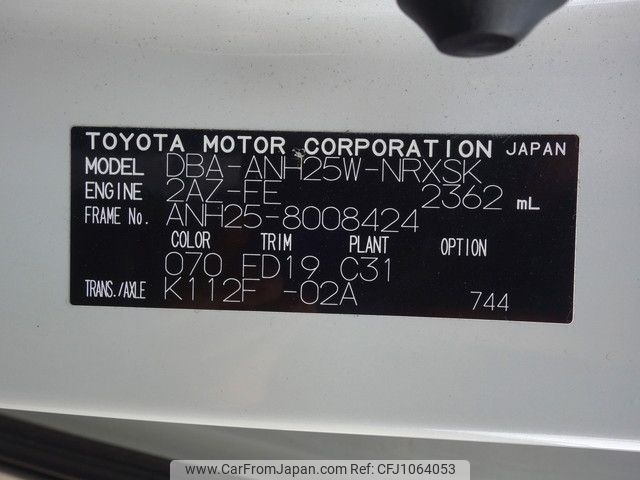 TOYOTA MOTOR CORPORATION JAPAN
MODEL DBA-ANH25W-NRXSK
ENGINE 2AZ-FE 2362 mL
FRAME No. ANH25-8008424
COLOR TRIM PLANT OPTION
070 FD19 C31
TRANS./AXLE K112F -02A 744
www.CarFromJapan.com | Ref: CFJ1064053